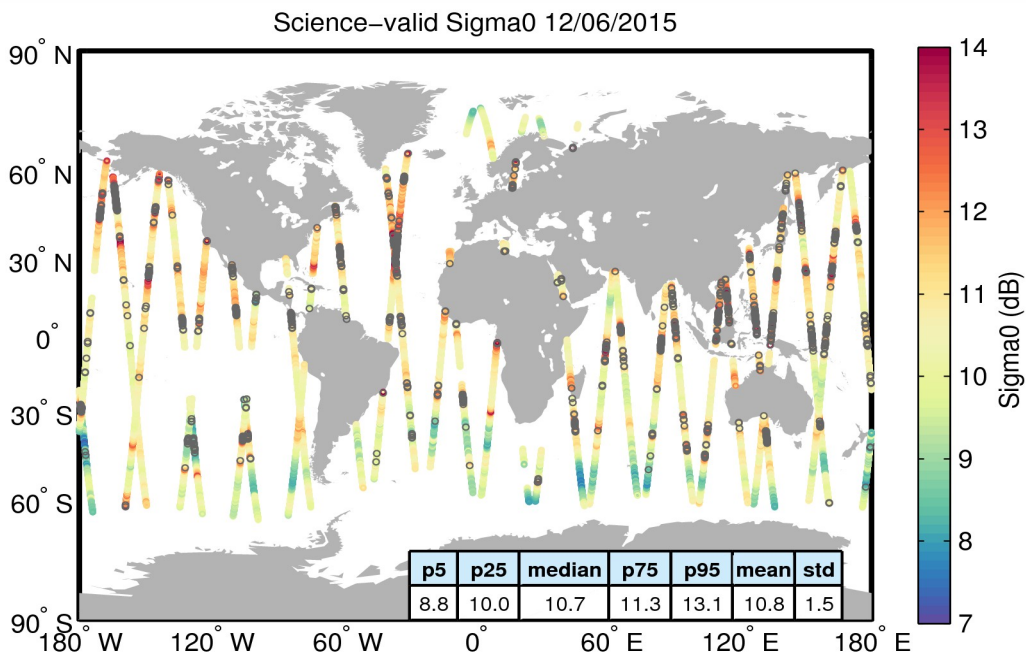 Science−valid Sigma0 12/06/2015
90° N
60° N
30° N
0°
30° S
60° S
90° S
180° W
120° W
60° W
0°
60° E
120° E
180° E
p5 p25 median p75 p95 mean std
8.8 10.0 10.7 11.3 13.1 10.8 1.5
14
13
12
11
10
9
8
7
Sigma0 (dB)